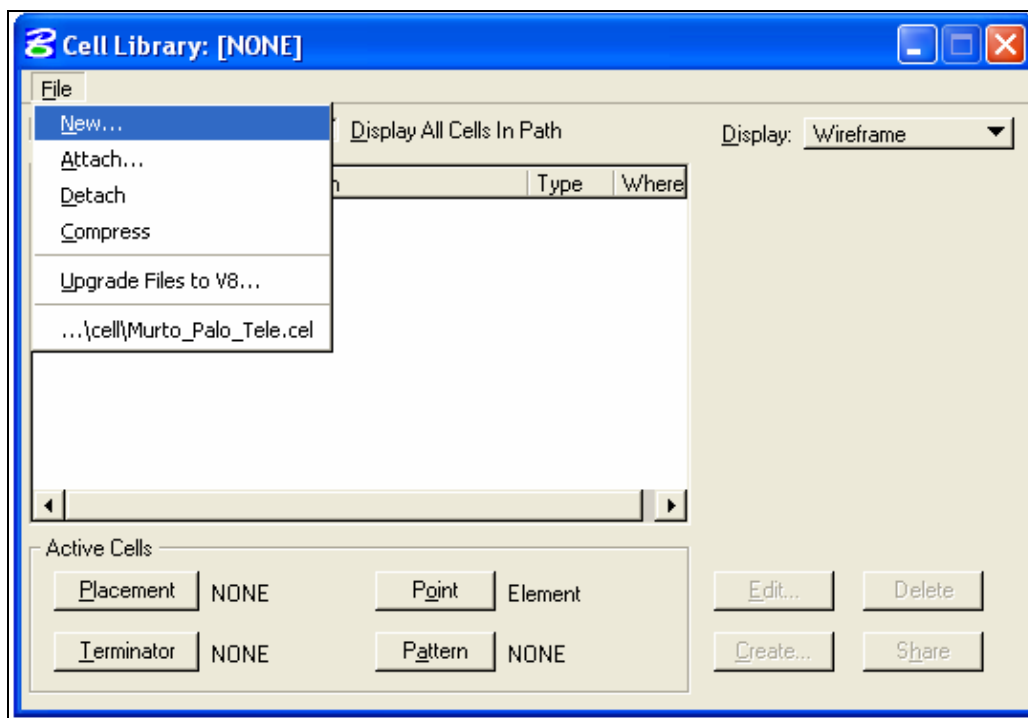 Cell Library: [NONE]
File
New...
Attach...
Detach
Compress
Upgrade Files to V8...
...\cell\Murto_Palo_Tele.cel
Display All Cells In Path
Display: Wireframe
Type Where
Active Cells
Placement NONE Point Element Edit... Delete
Terminator NONE Pattern NONE Create... Share